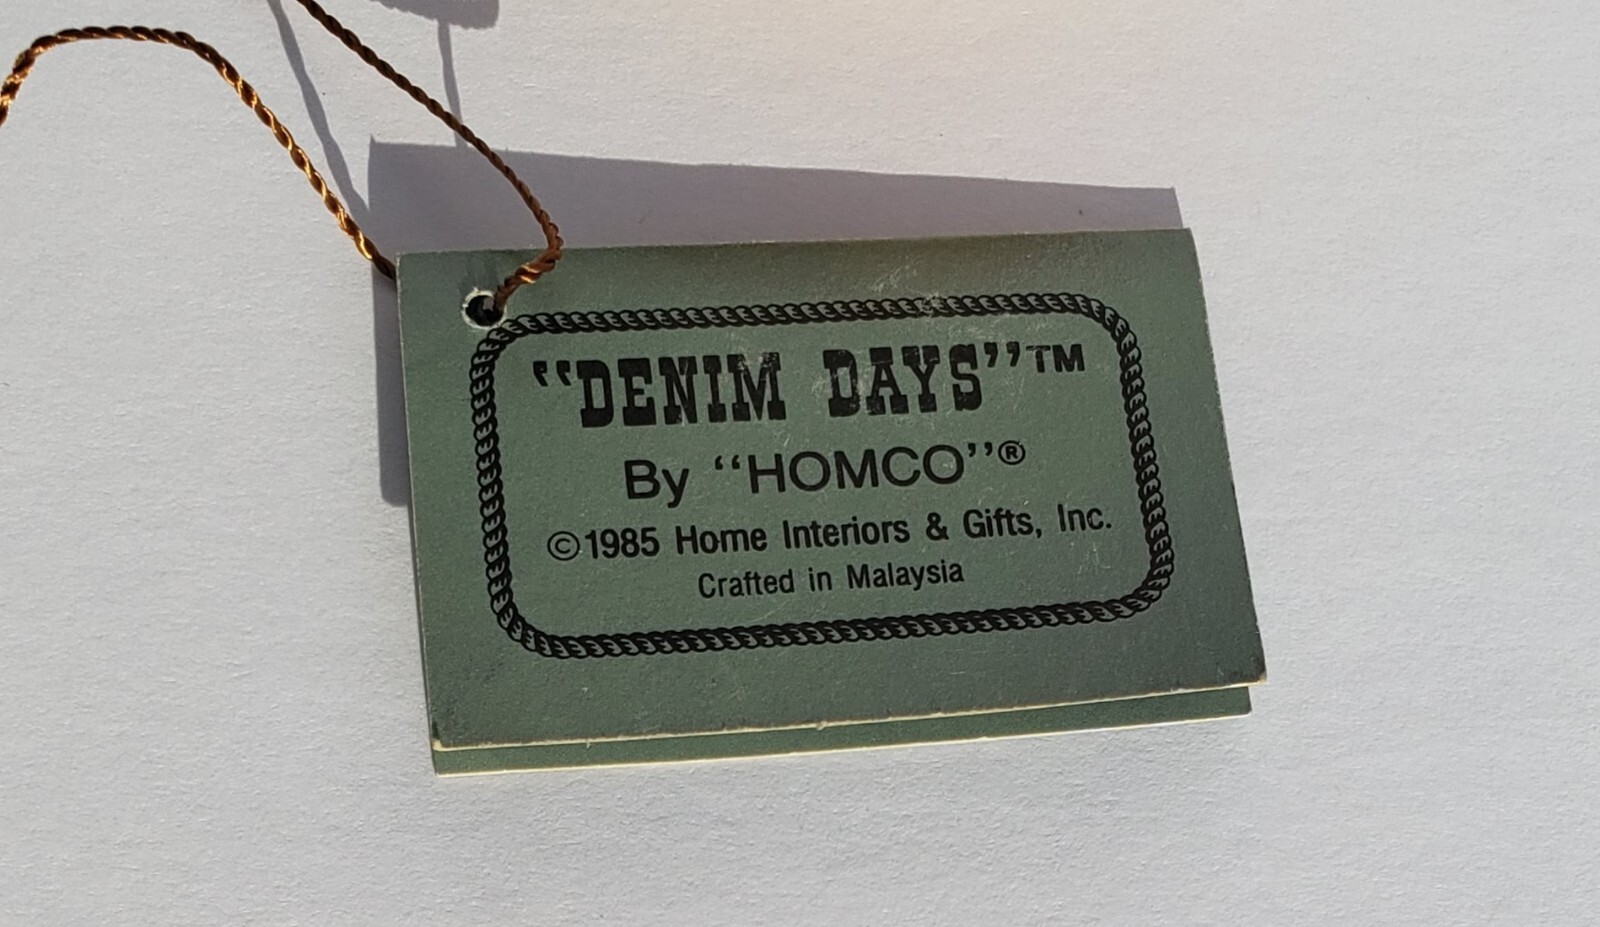 “DENIM DAYS”™
By “HOMCO”®
©1985 Home Interiors & Gifts, Inc.
Crafted in Malaysia